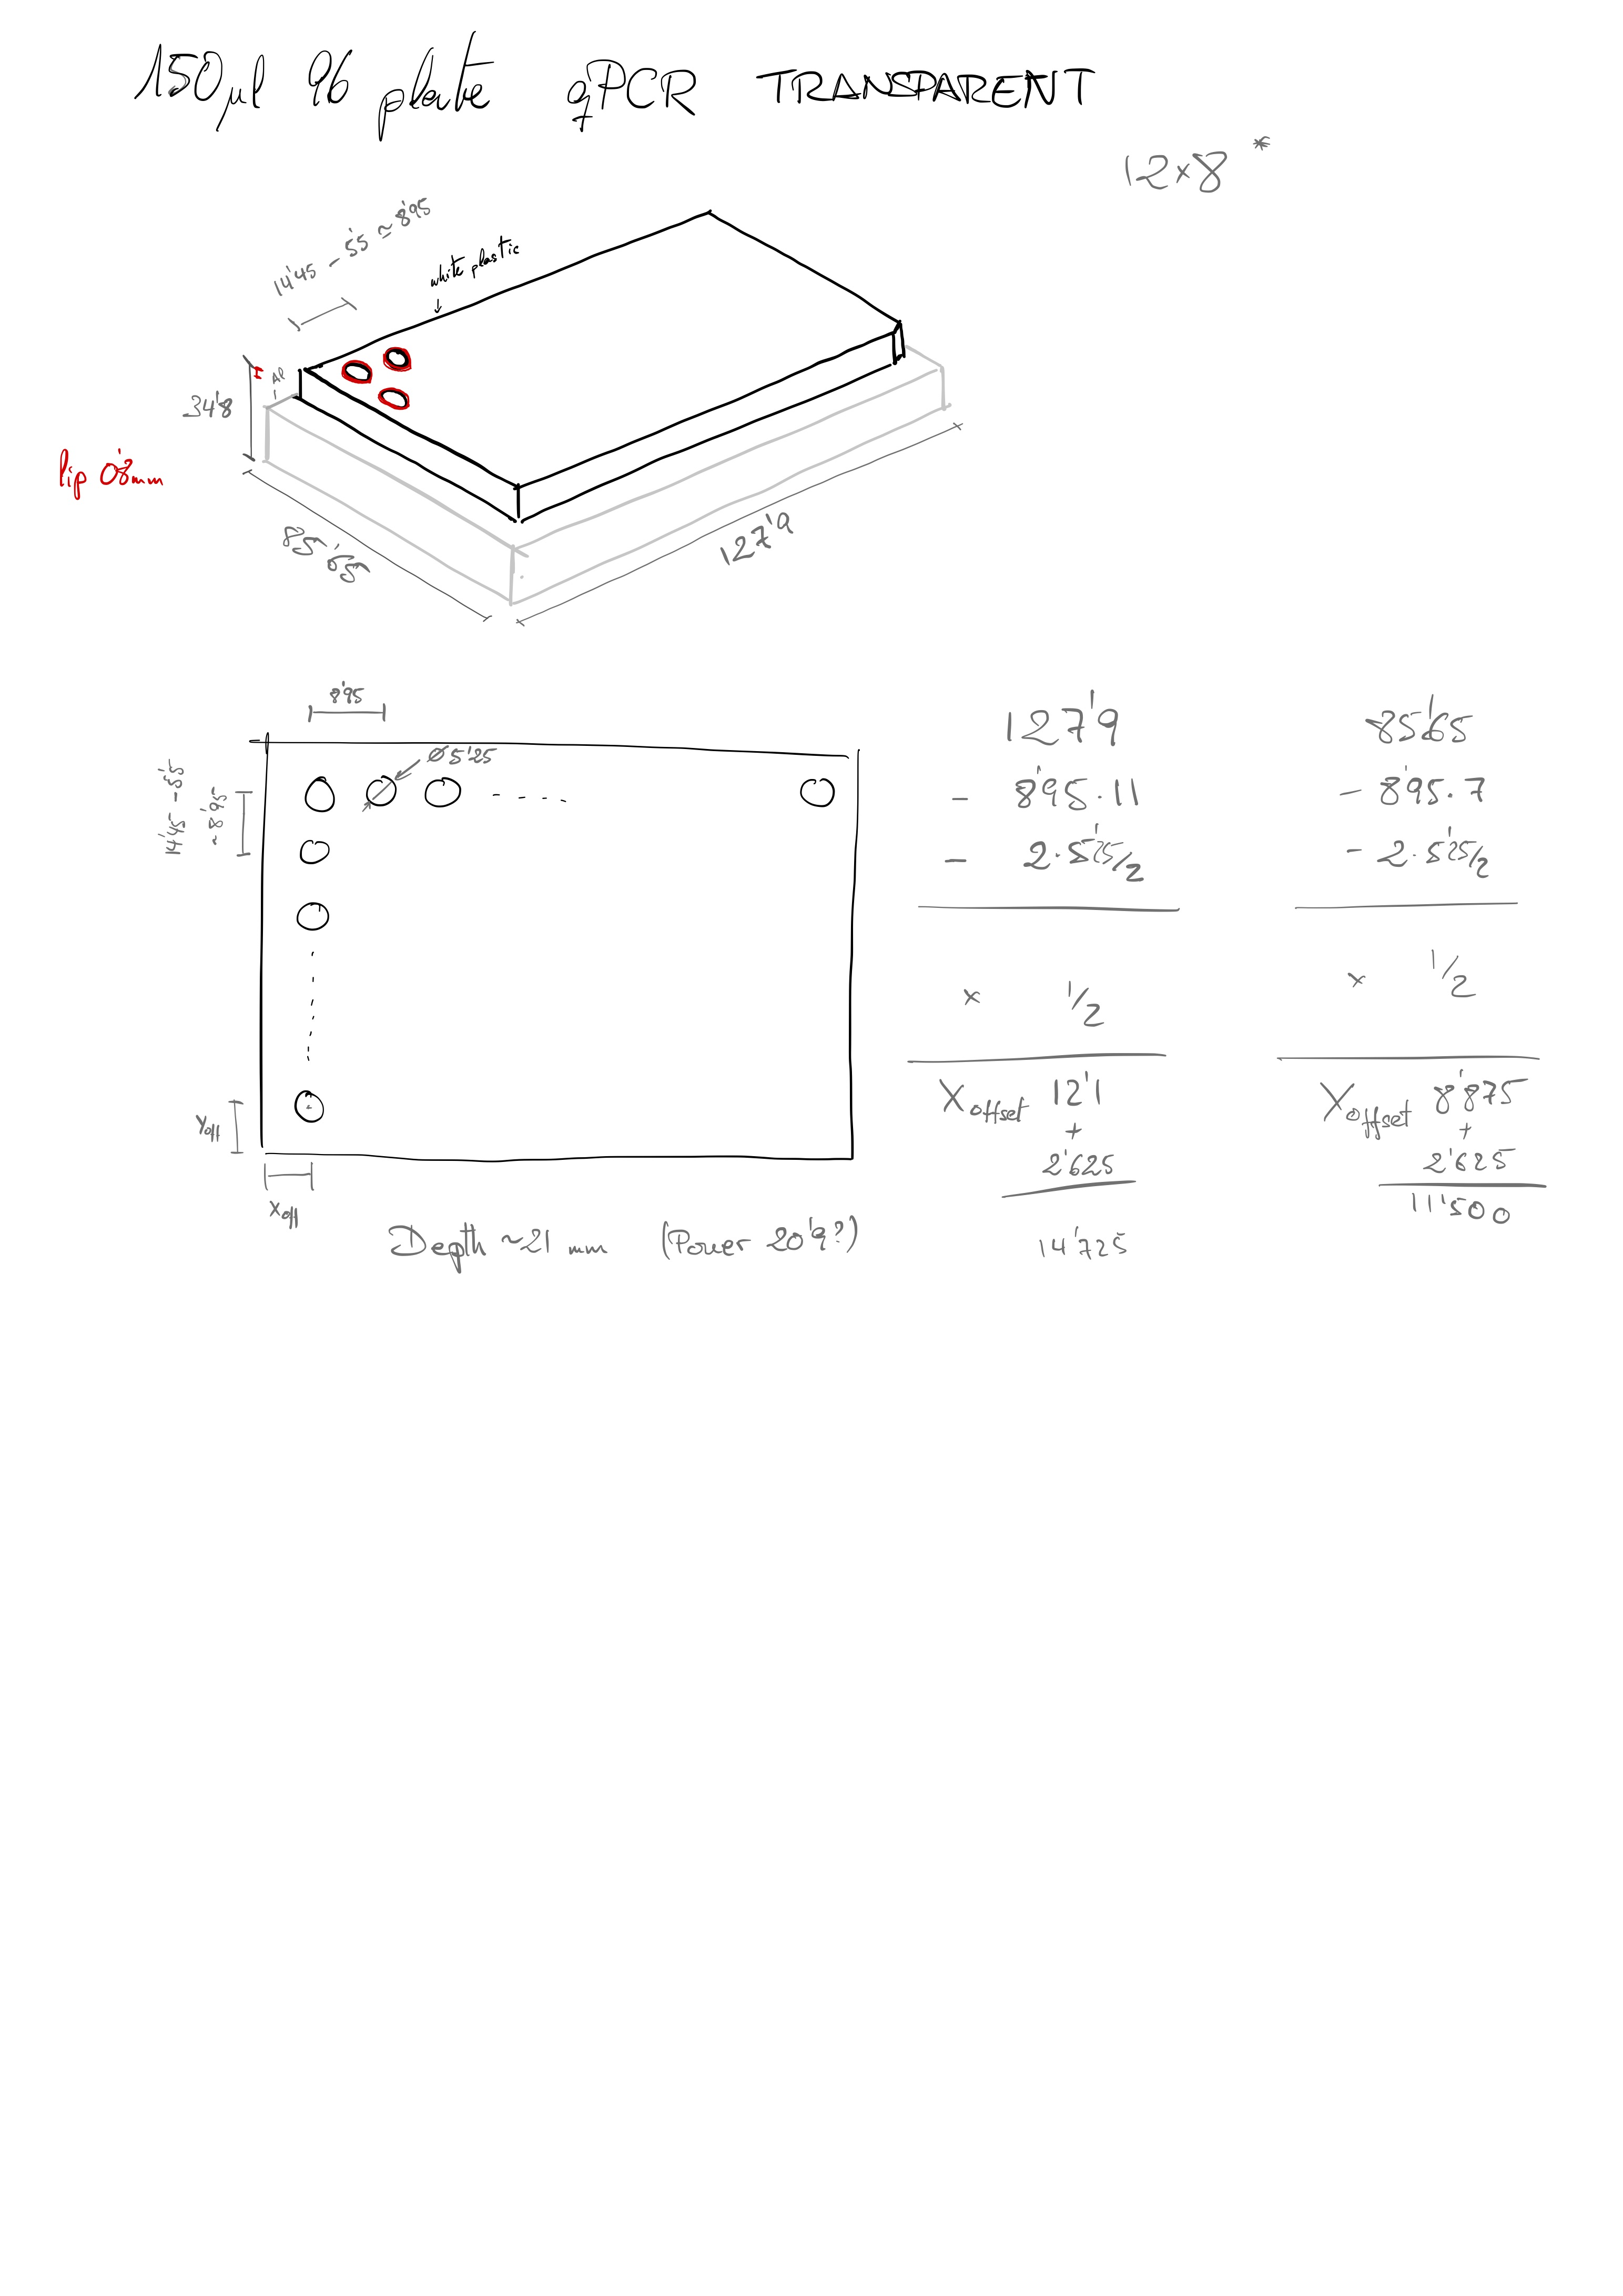 150µl 96 plate qPCR TRANSPARENT
12×8 *
14'45 - 5'5 ≃ 8'95
white plastic
Al
34'8
lip 0'8mm
85'65
127'9
8'95
Ø5'25
14'45 - 5'5
~ 8'95
- - - -
Yoff
Xoff
Depth ~21 mm (Power 20'9?)
127'9
- 8'95·11
- 2·5'25/2
× 1/2
Xoffset 12'1
+
2'625
14'725
85'65
- 8'95·7
- 2·5'25/2
× 1/2
Yoffset 8'875
+
2'625
11'500